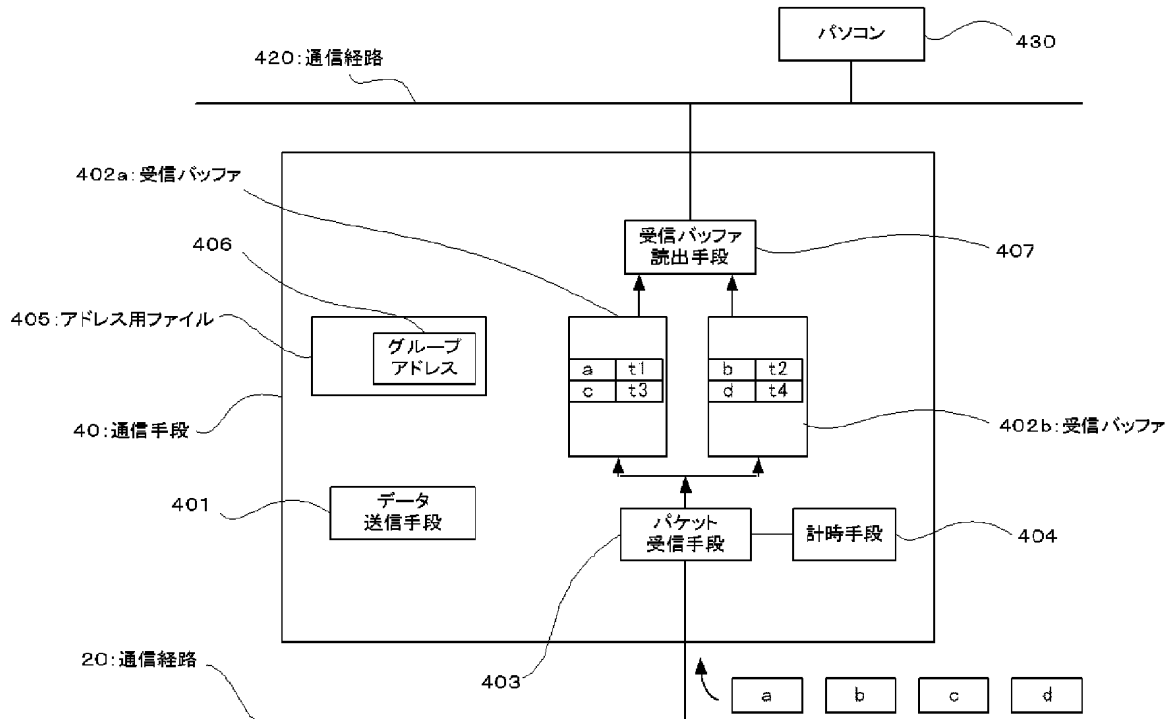 パソコン
430
420:通信経路
402a:受信バッファ
受信バッファ
読出手段
407
406
405:アドレス用ファイル
グループ
アドレス
a t1
c t3
b t2
d t4
40:通信手段
402b:受信バッファ
401
データ
送信手段
パケット
受信手段
計時手段
404
20:通信経路
403
a b c d